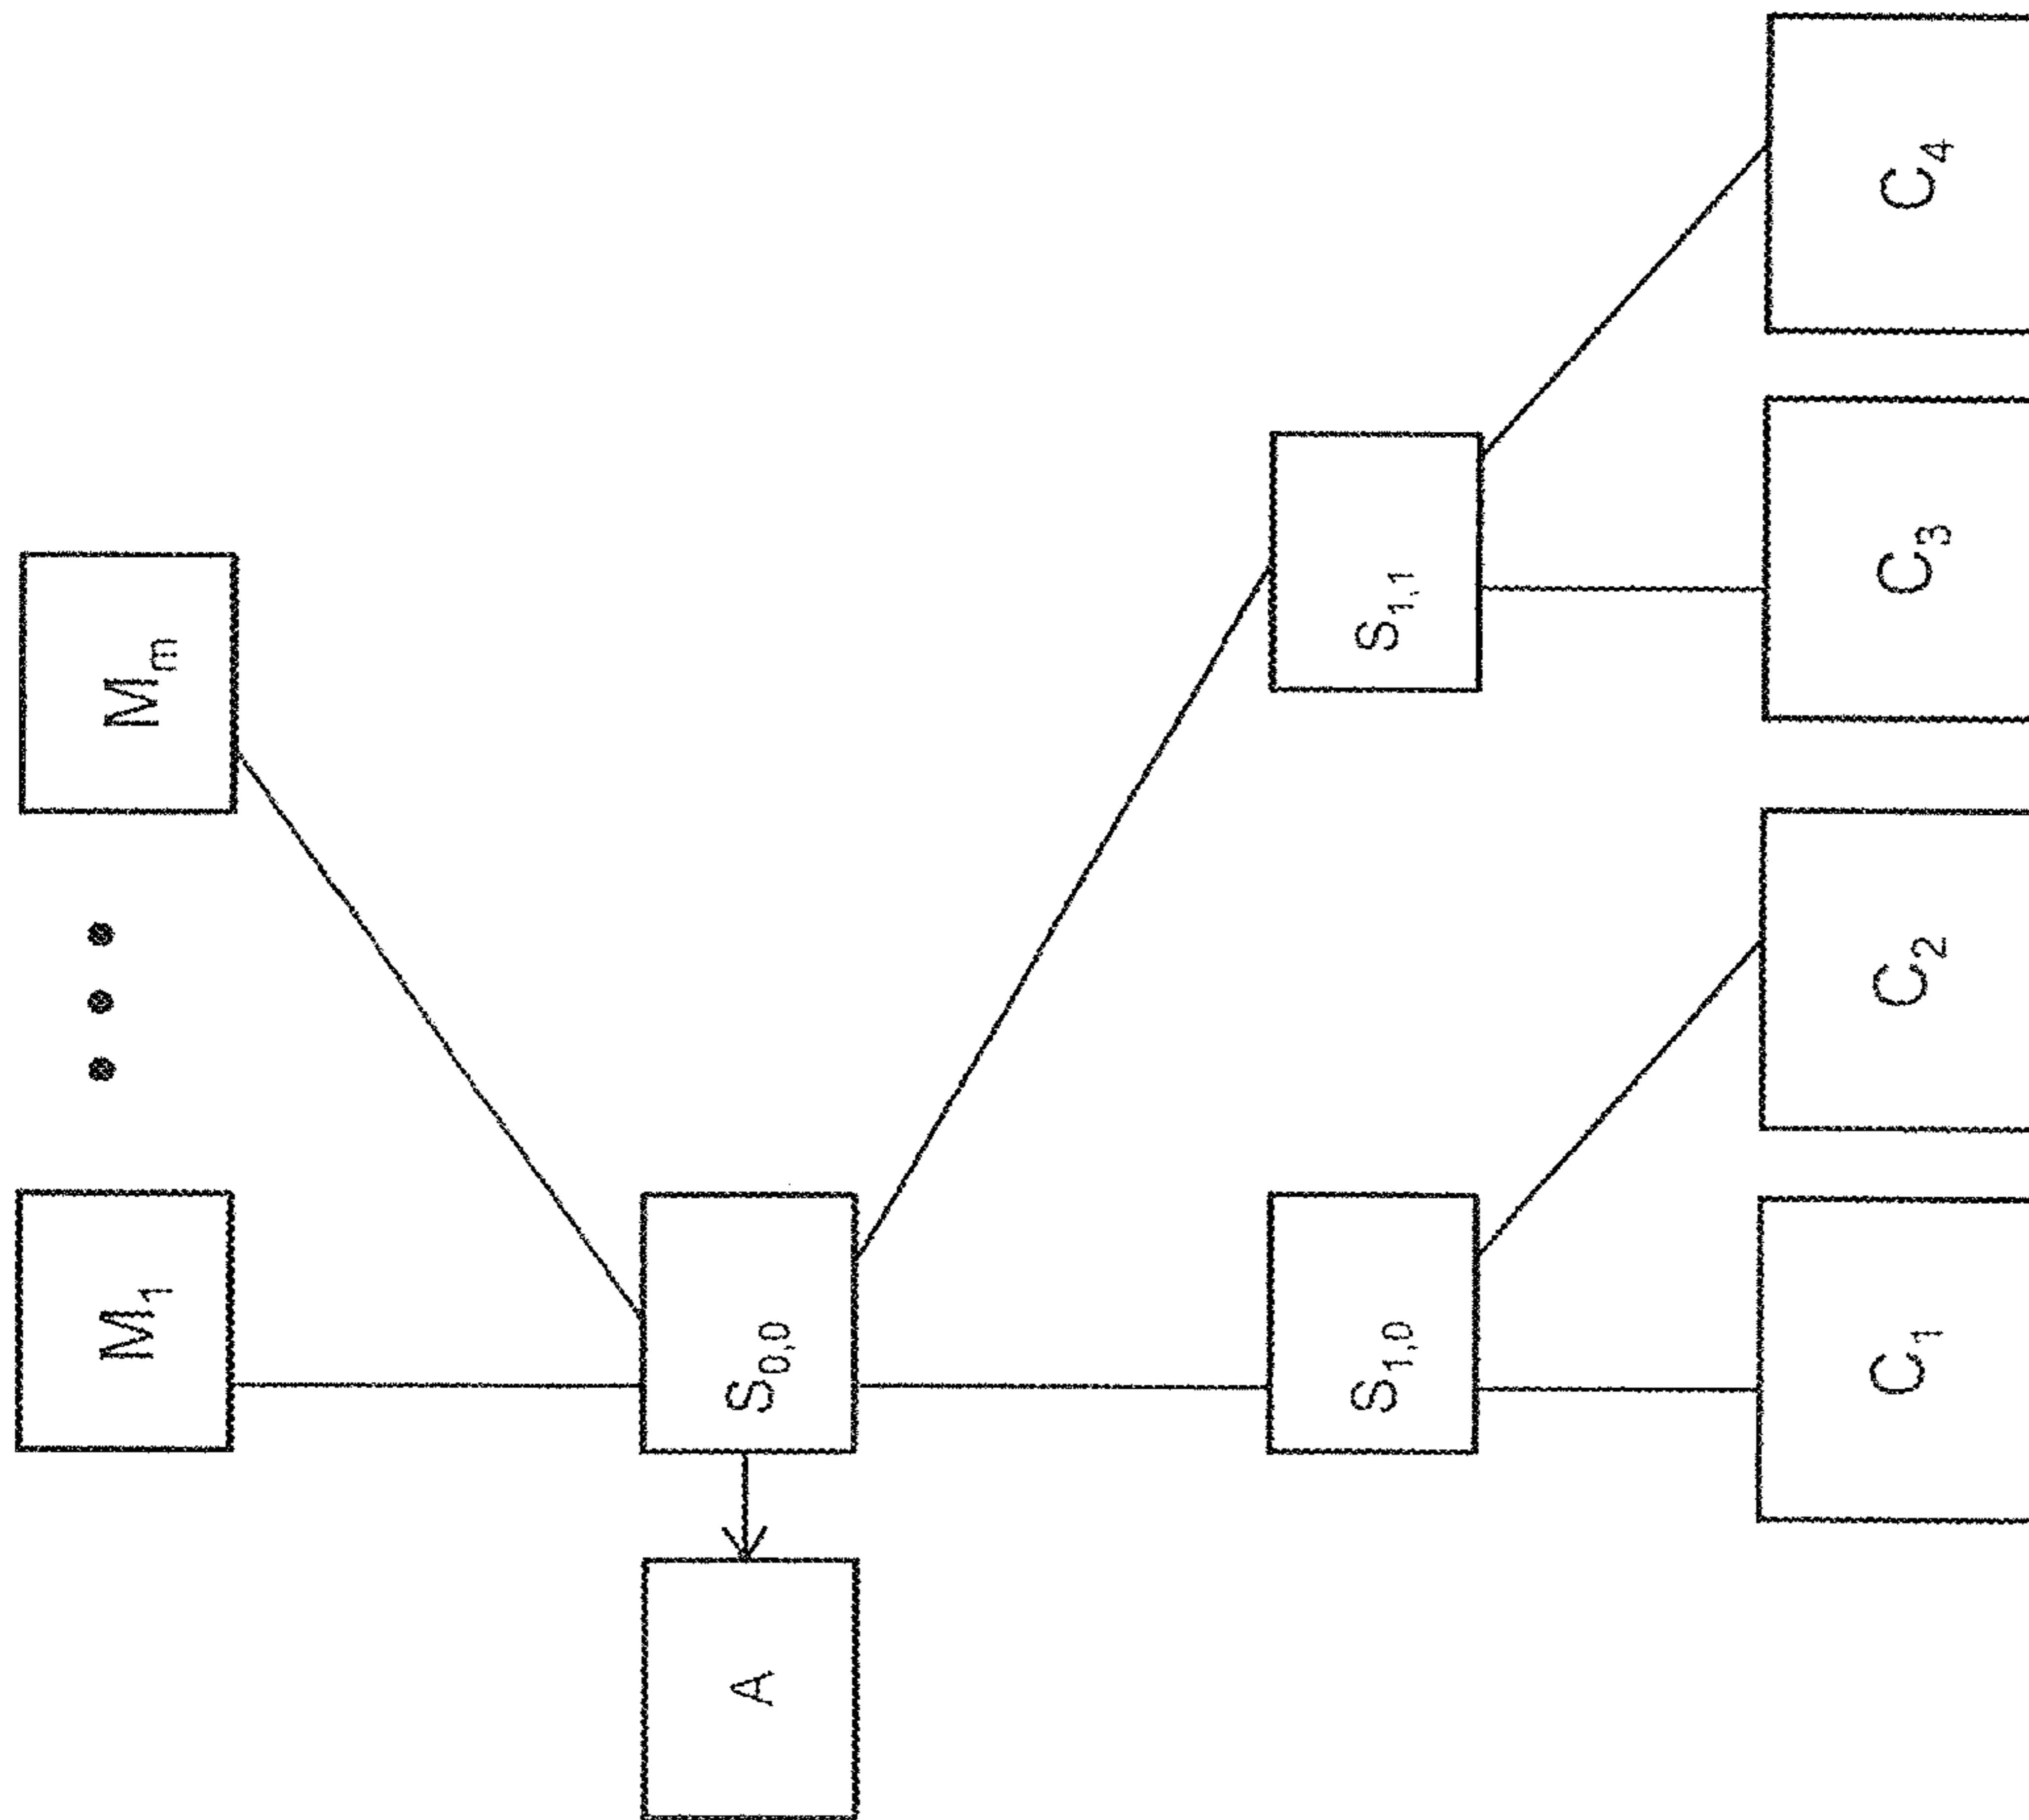 M₁
Mₘ
A
S₀,₀
S₁,₀
S₁,₁
C₁
C₂
C₃
C₄